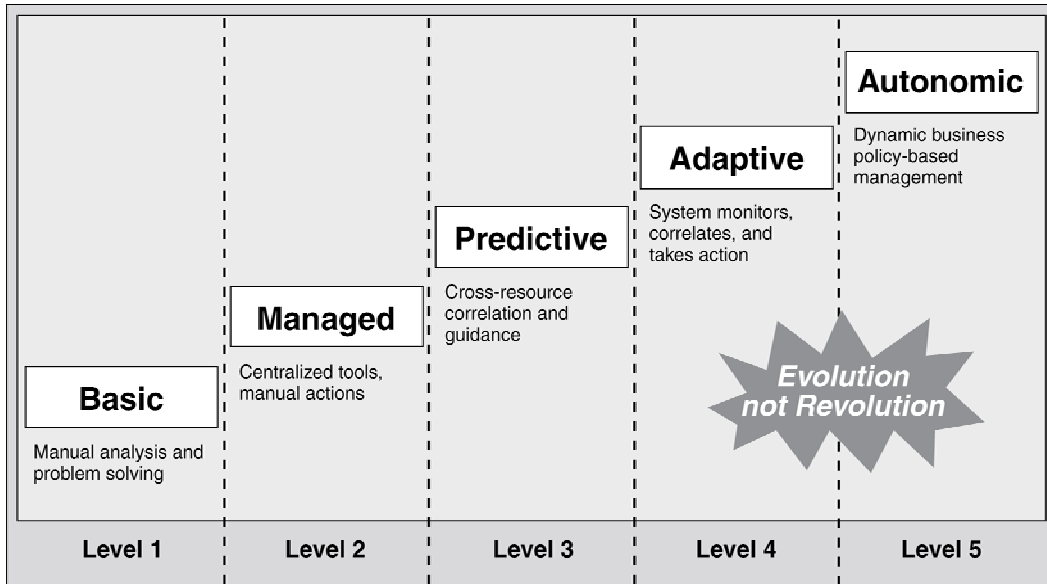 Autonomic
Dynamic business
policy-based
management
Adaptive
System monitors,
correlates, and
takes action
Predictive
Cross-resource
correlation and
guidance
Managed
Centralized tools,
manual actions
Basic
Manual analysis and
problem solving
Evolution
not Revolution
Level 1
Level 2
Level 3
Level 4
Level 5